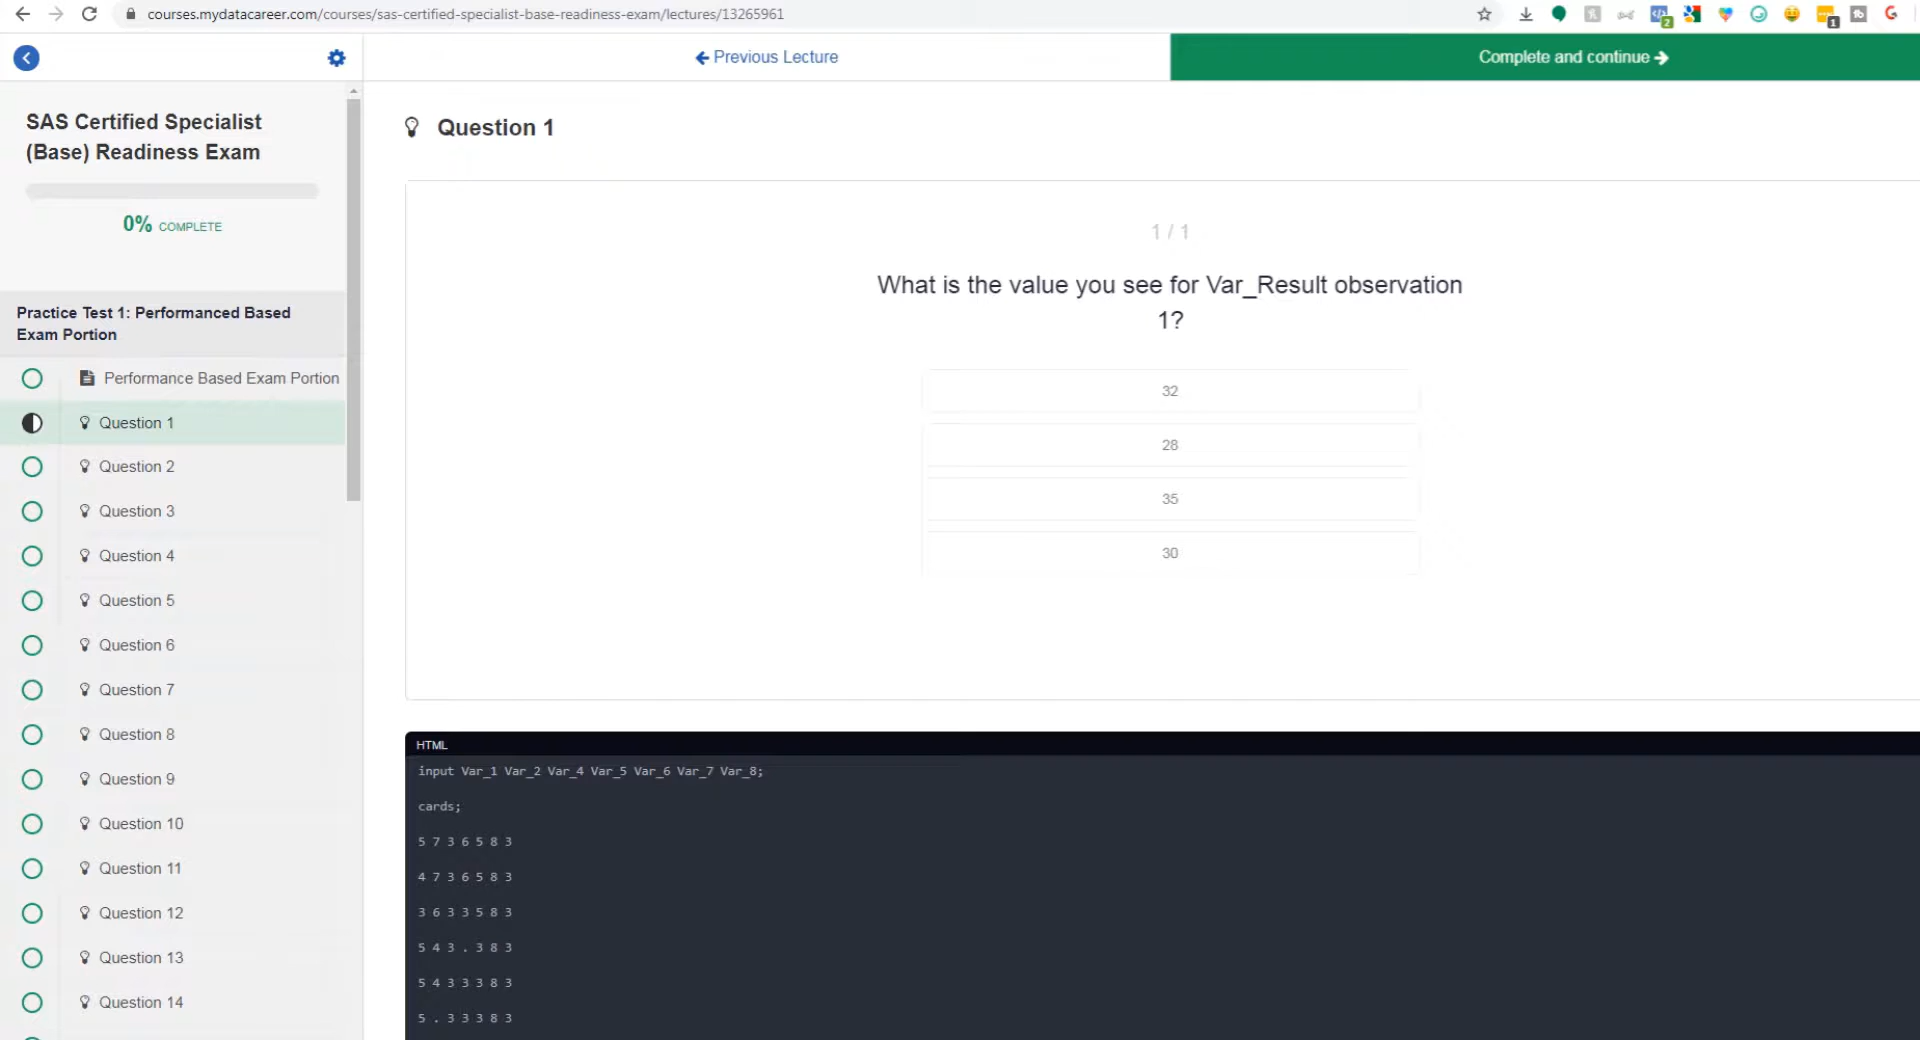 courses.mydatacareer.com/courses/sas-certified-specialist-base-readiness-exam/lectures/13265961
2
1
Previous Lecture
Complete and continue
SAS Certified Specialist
(Base) Readiness Exam
0% COMPLETE
Practice Test 1: Performanced Based
Exam Portion
Performance Based Exam Portion
Question 1
Question 2
Question 3
Question 4
Question 5
Question 6
Question 7
Question 8
Question 9
Question 10
Question 11
Question 12
Question 13
Question 14
Question 1
1 / 1
What is the value you see for Var_Result observation
1?
32
28
35
30
HTML
input Var_1 Var_2 Var_4 Var_5 Var_6 Var_7 Var_8;
cards;
5 7 3 6 5 8 3
4 7 3 6 5 8 3
3 6 3 3 5 8 3
5 4 3 . 3 8 3
5 4 3 3 3 8 3
5 . 3 3 3 8 3